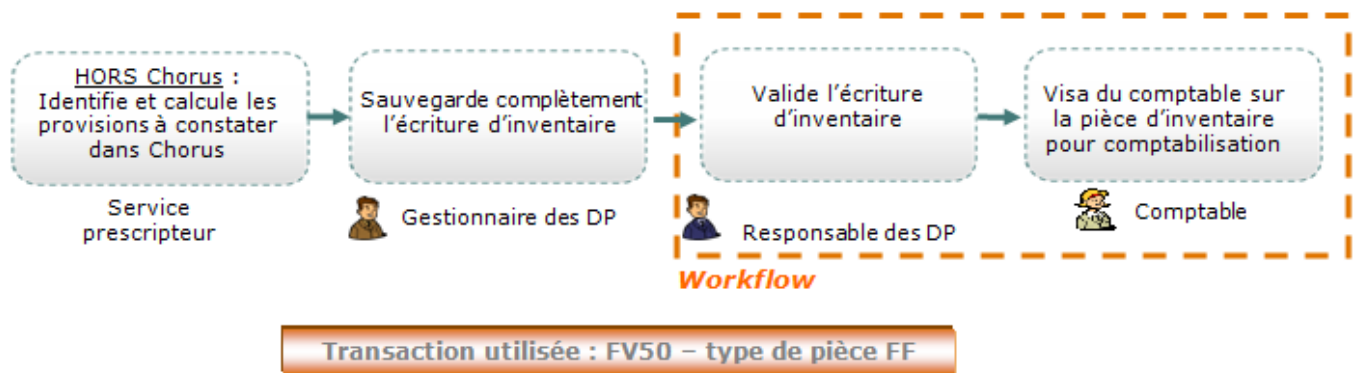 HORS Chorus :
Identifie et calcule les
provisions à constater
dans Chorus
Sauvegarde complètement
l'écriture d'inventaire
Valide l'écriture
d'inventaire
Visa du comptable sur
la pièce d'inventaire
pour comptabilisation
Service
prescripteur
Gestionnaire des DP
Responsable des DP
Comptable
Workflow
Transaction utilisée : FV50 – type de pièce FF